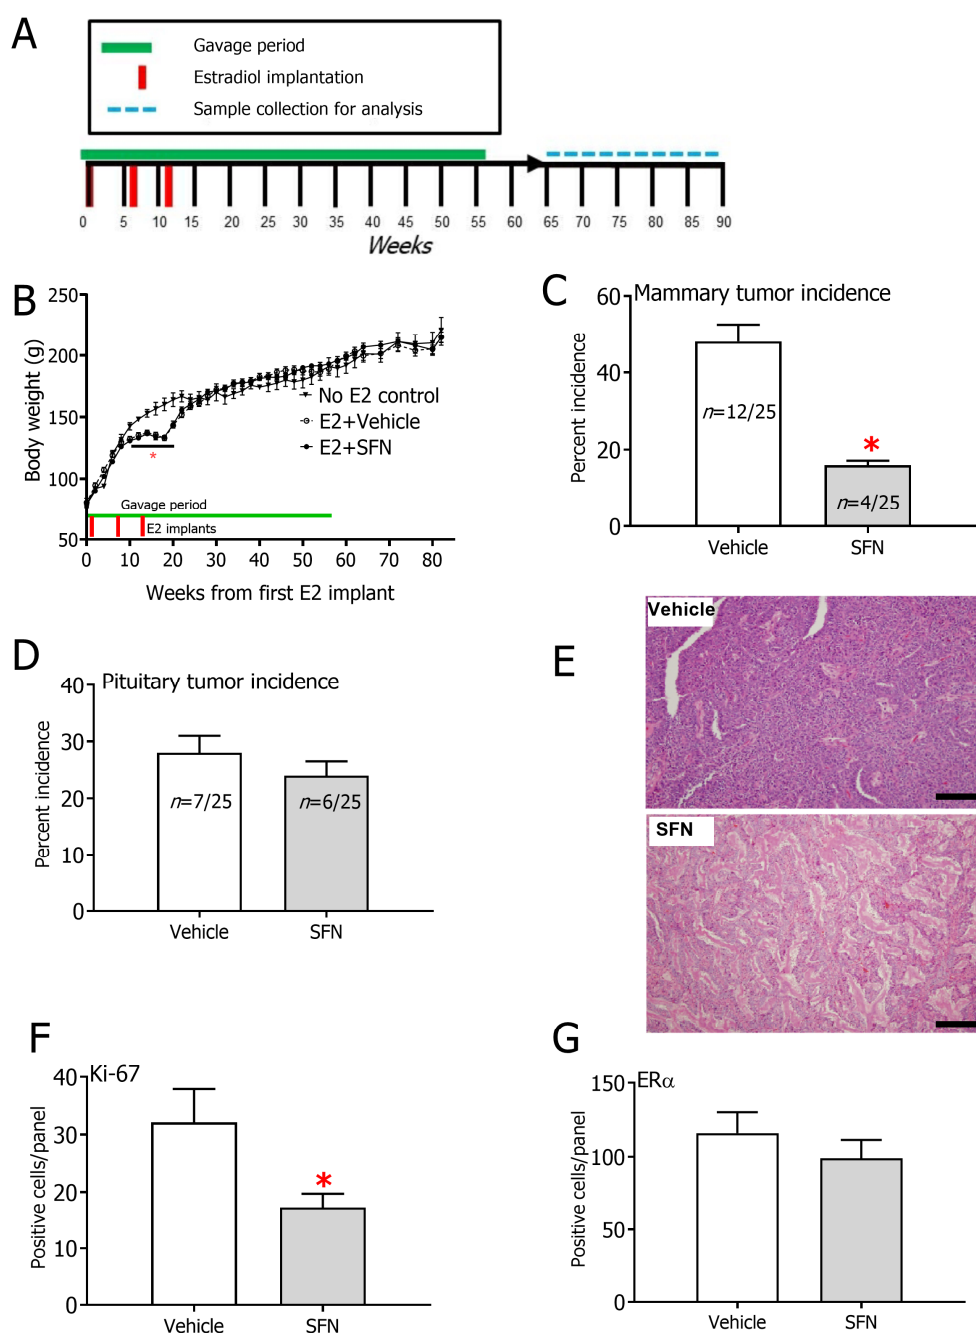 A
Gavage period
Estradiol implantation
Sample collection for analysis
0 5 10 15 20 25 30 35 40 45 50 55 60 65 70 75 80 85 90
Weeks
B
250
200
150
100
50
Body weight (g)
No E2 control
E2+Vehicle
E2+SFN
*
Gavage period
E2 implants
0 10 20 30 40 50 60 70 80
Weeks from first E2 implant
C
Mammary tumor incidence
60
40
20
0
Percent incidence
n=12/25
*
n=4/25
Vehicle SFN
D
Pituitary tumor incidence
40
30
20
10
0
Percent incidence
n=7/25 n=6/25
Vehicle SFN
E
Vehicle
SFN
F
Ki-67
40
30
20
10
0
Positive cells/panel
*
Vehicle SFN
G
ERα
150
100
50
0
Positive cells/panel
Vehicle SFN